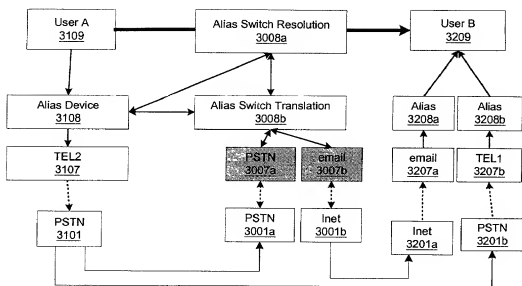 User A
3109
Alias Switch Resolution
3008a
User B
3209
Alias Device
3108
Alias Switch Translation
3008b
Alias
3208a
Alias
3208b
TEL2
3107
PSTN
3007a
email
3007b
email
3207a
TEL1
3207b
PSTN
3101
PSTN
3001a
Inet
3001b
Inet
3201a
PSTN
3201b